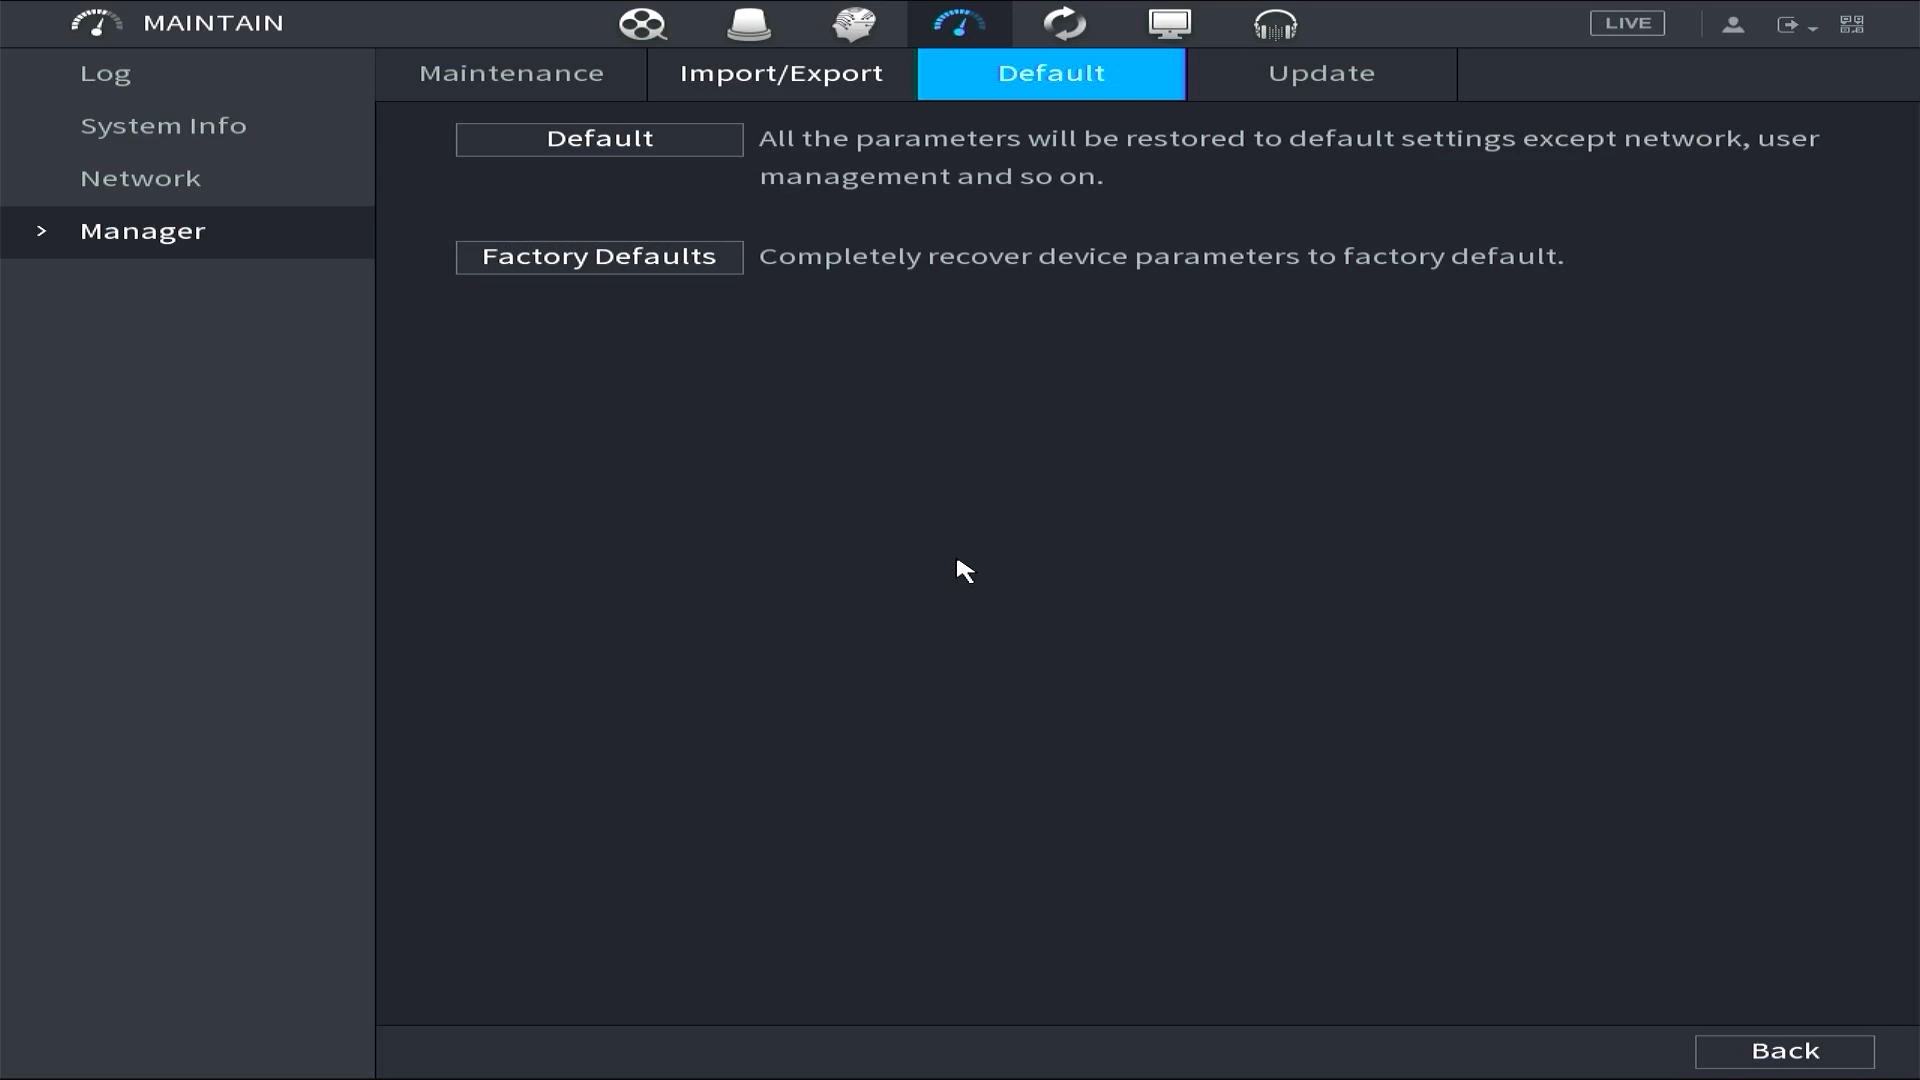 MAINTAIN
LIVE
Log
System Info
Network
> Manager
Maintenance
Import/Export
Default
Update
Default
All the parameters will be restored to default settings except network, user
management and so on.
Factory Defaults
Completely recover device parameters to factory default.
Back